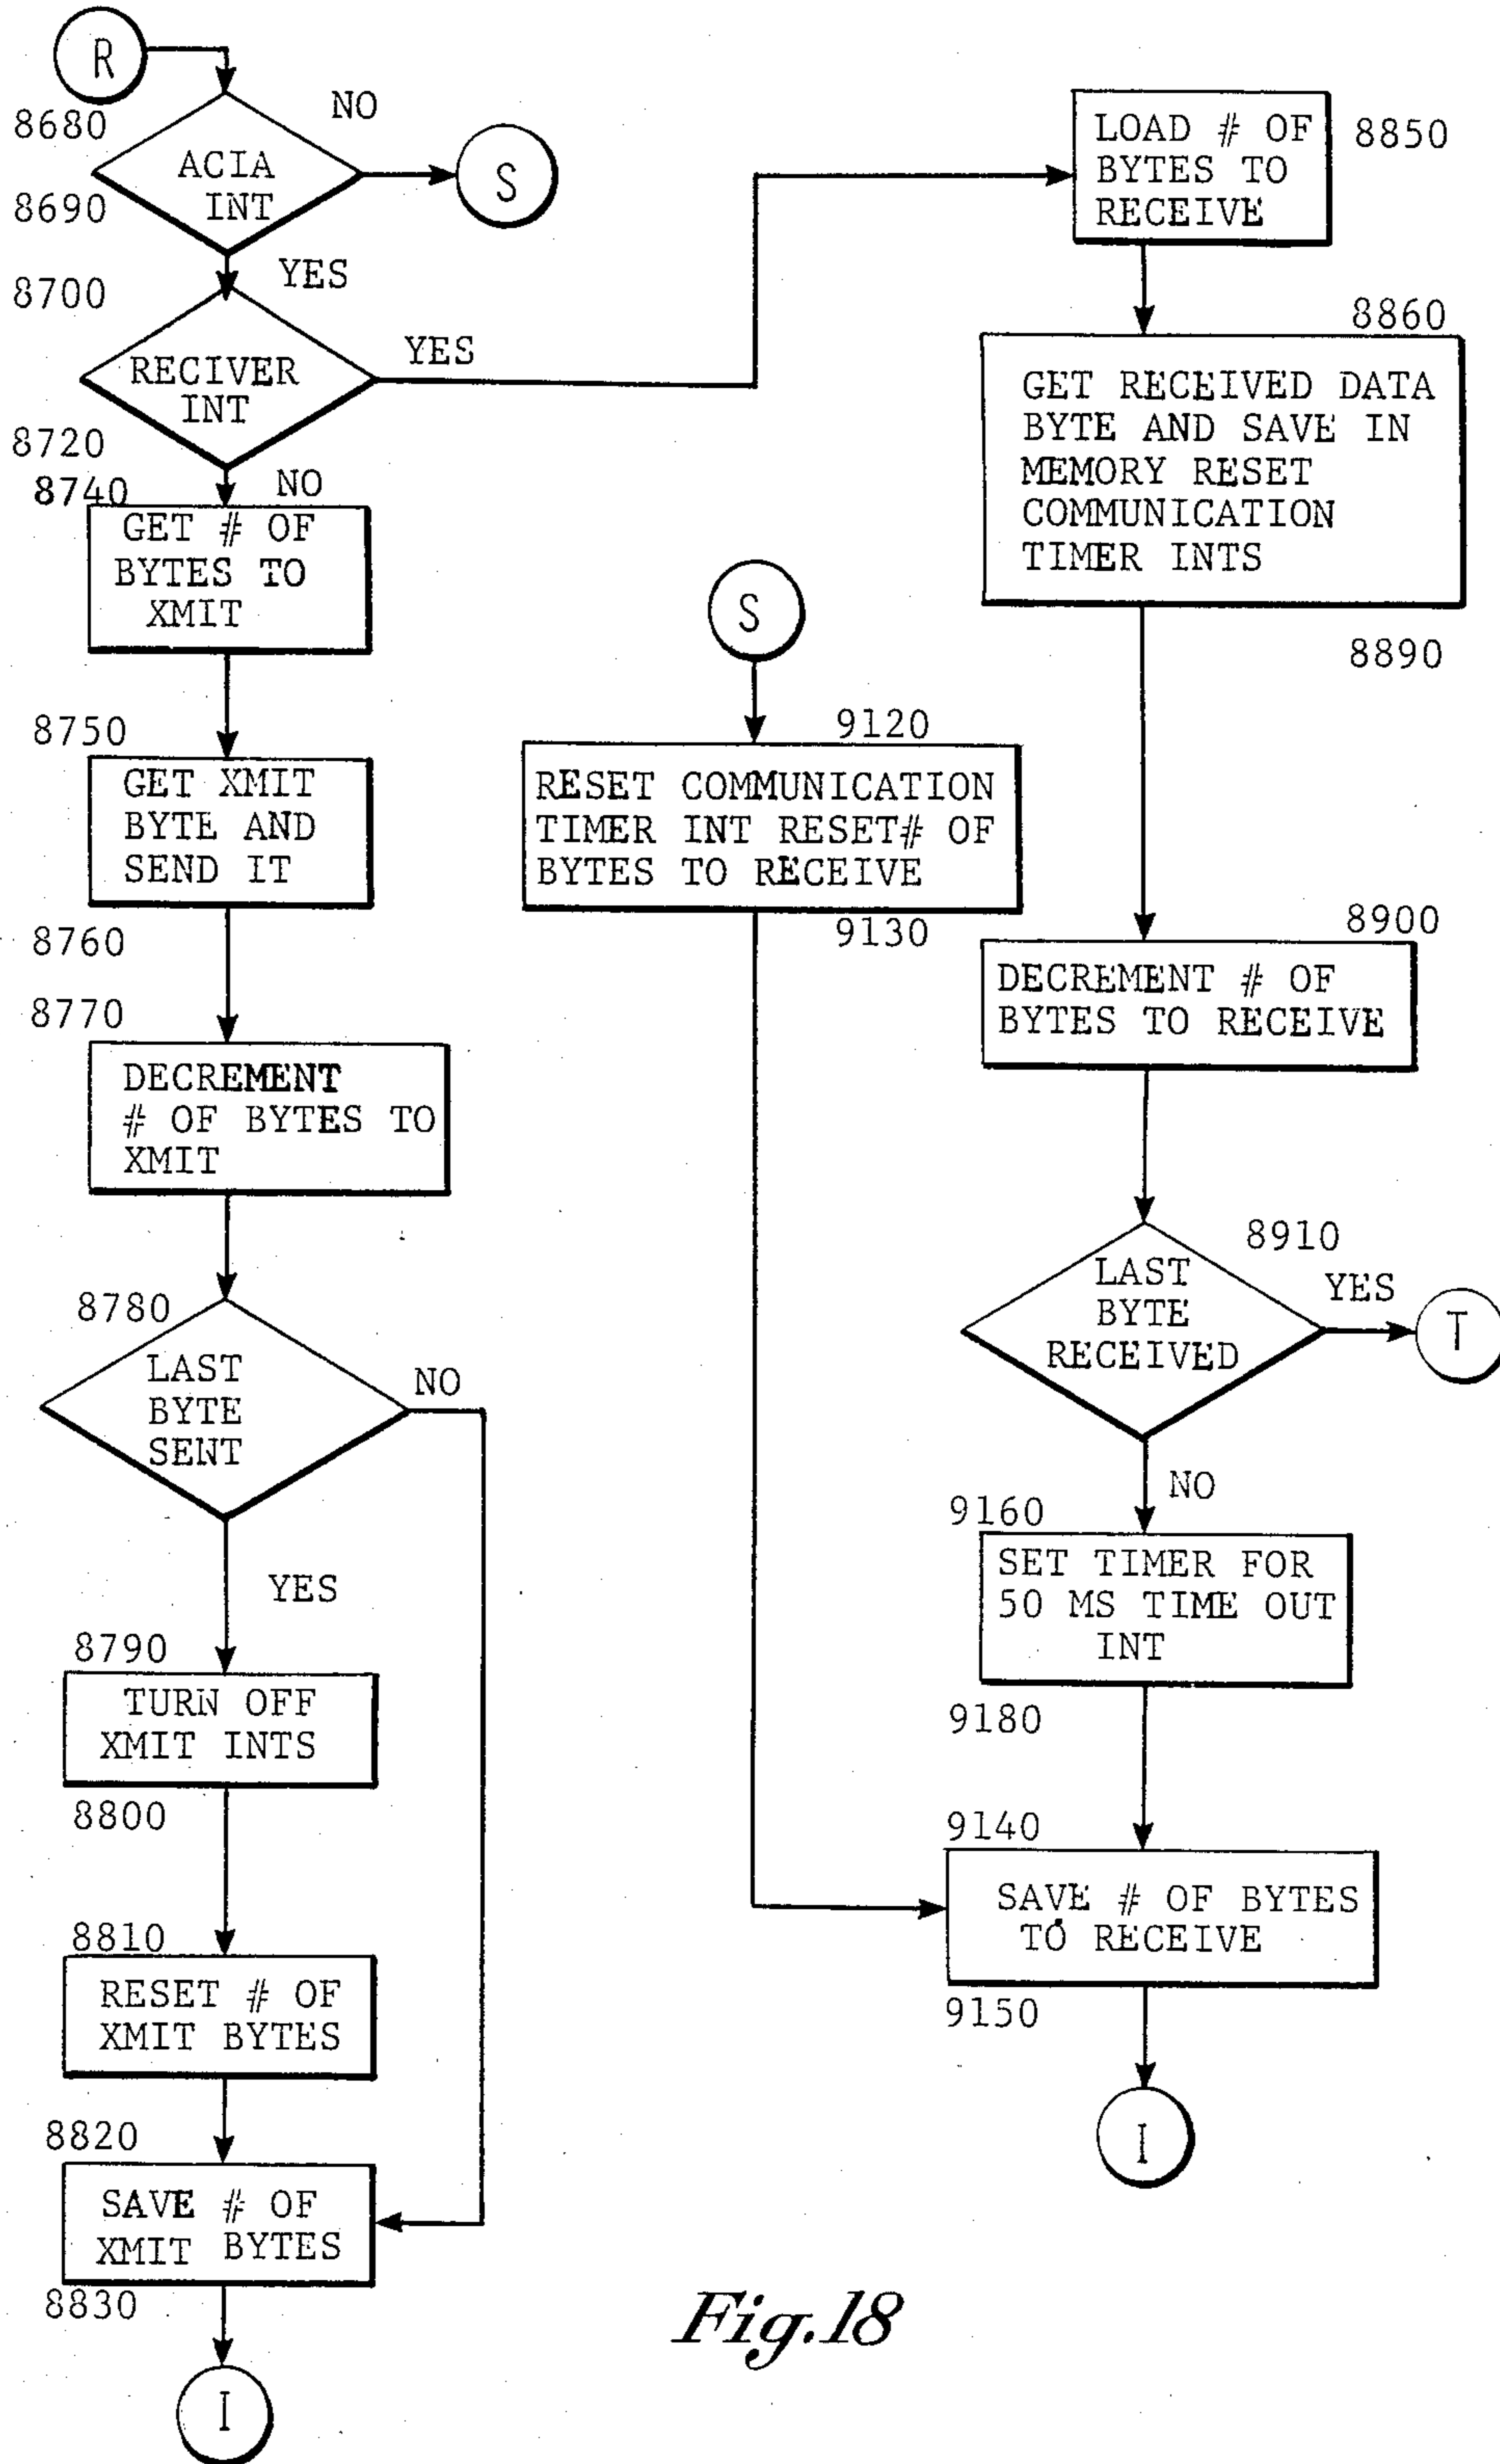 R
8680
NO
ACIA
INT
S
8690
YES
8700
RECIVER
INT
YES
8720
NO
8740
GET # OF
BYTES TO
XMIT
8750
GET XMIT
BYTE AND
SEND IT
8760
8770
DECREMENT
# OF BYTES TO
XMIT
8780
LAST
BYTE
SENT
NO
YES
8790
TURN OFF
XMIT INTS
8800
8810
RESET # OF
XMIT BYTES
8820
SAVE # OF
XMIT BYTES
8830
I
S
9120
RESET COMMUNICATION
TIMER INT RESET# OF
BYTES TO RECEIVE
9130
LOAD # OF
BYTES TO
RECEIVE
8850
8860
GET RECEIVED DATA
BYTE AND SAVE IN
MEMORY RESET
COMMUNICATION
TIMER INTS
8890
8900
DECREMENT # OF
BYTES TO RECEIVE
8910
LAST
BYTE
RECEIVED
YES
T
NO
9160
SET TIMER FOR
50 MS TIME OUT
INT
9180
9140
SAVE # OF BYTES
TO RECEIVE
9150
I
Fig.18